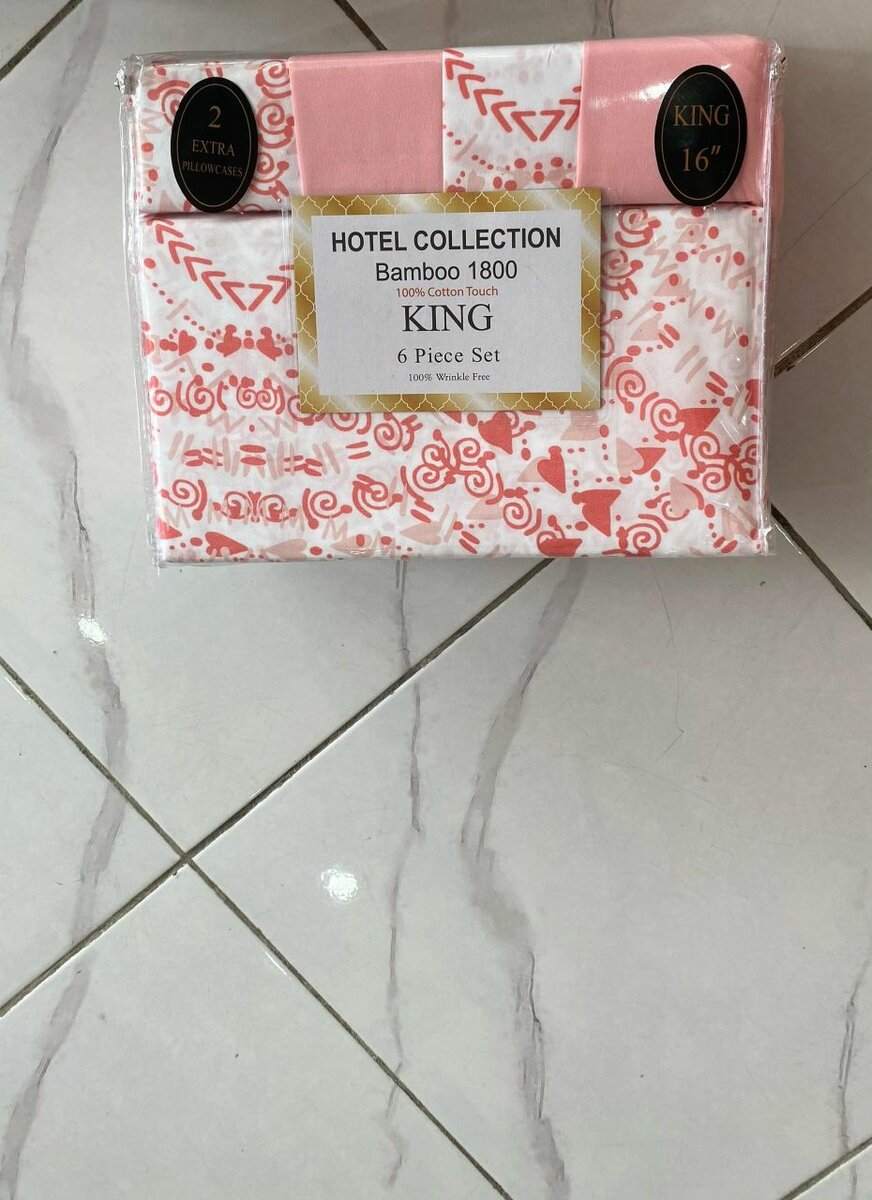 2
EXTRA
PILLOWCASES
KING
16"
HOTEL COLLECTION
Bamboo 1800
100% Cotton Touch
KING
6 Piece Set
100% Wrinkle Free